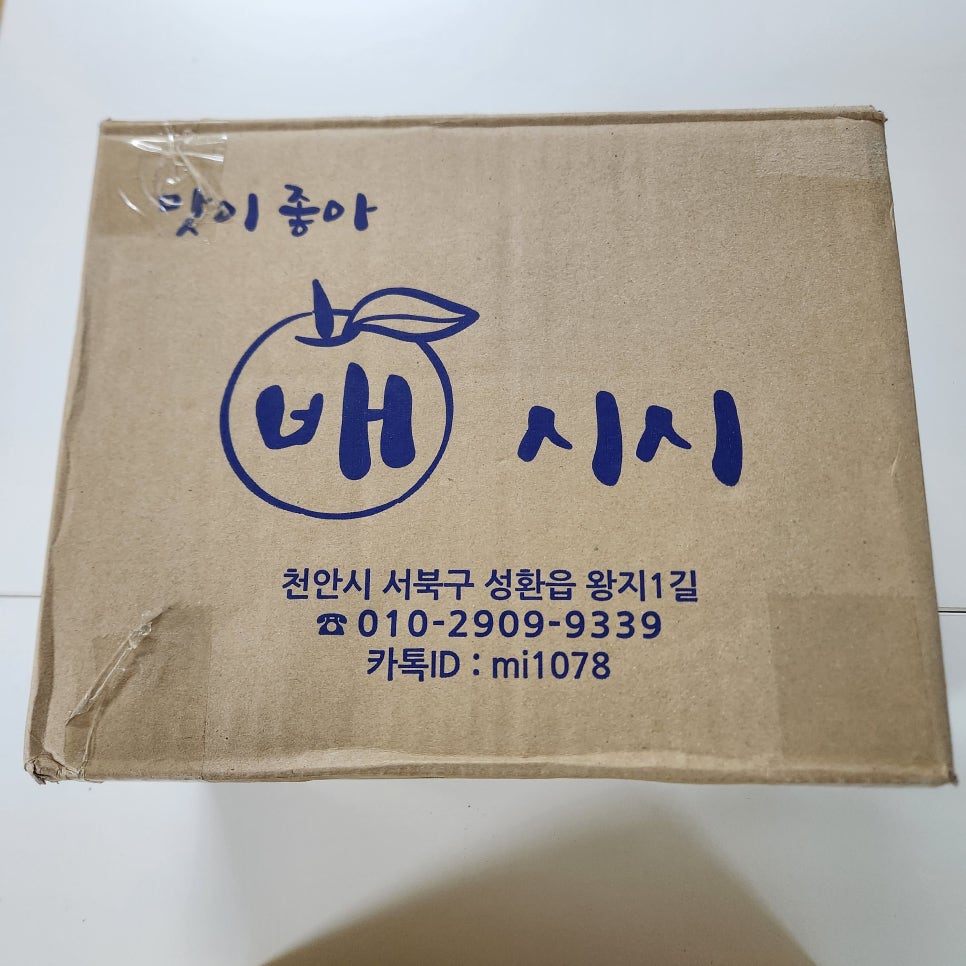 맛이 좋아
배 시시
천안시 서북구 성환읍 왕지1길
☎010-2909-9339
카톡ID : mi1078